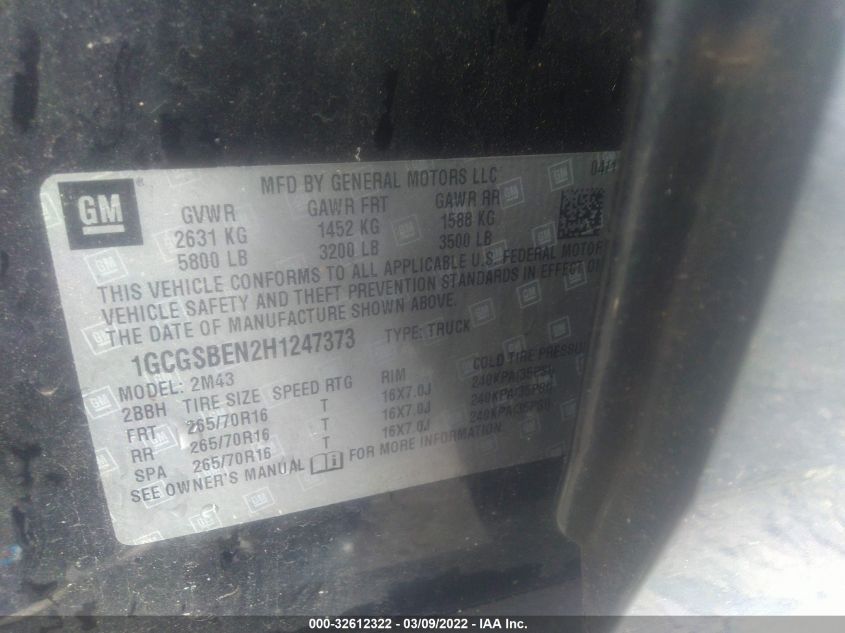 GM
MFD BY GENERAL MOTORS LLC
GVWR GAWR FRT GAWR RR
2631 KG 1452 KG 1588 KG
5800 LB 3200 LB 3500 LB
THIS VEHICLE CONFORMS TO ALL APPLICABLE U.S. FEDERAL MOTOR
VEHICLE SAFETY AND THEFT PREVENTION STANDARDS IN EFFECT ON
THE DATE OF MANUFACTURE SHOWN ABOVE.
1GCGSBEN2H1247373 TYPE: TRUCK
MODEL: 2M43
2BBH TIRE SIZE SPEED RTG RIM COLD TIRE PRESSUR
FRT 265/70R16 T 16X7.0J 240KPA(35PSI)
RR 265/70R16 T 16X7.0J 240KPA(35PSI)
SPA 265/70R16 T 16X7.0J 240KPA(35PSI)
SEE OWNER'S MANUAL FOR MORE INFORMATION.
000-32612322 - 03/09/2022 - IAA Inc.